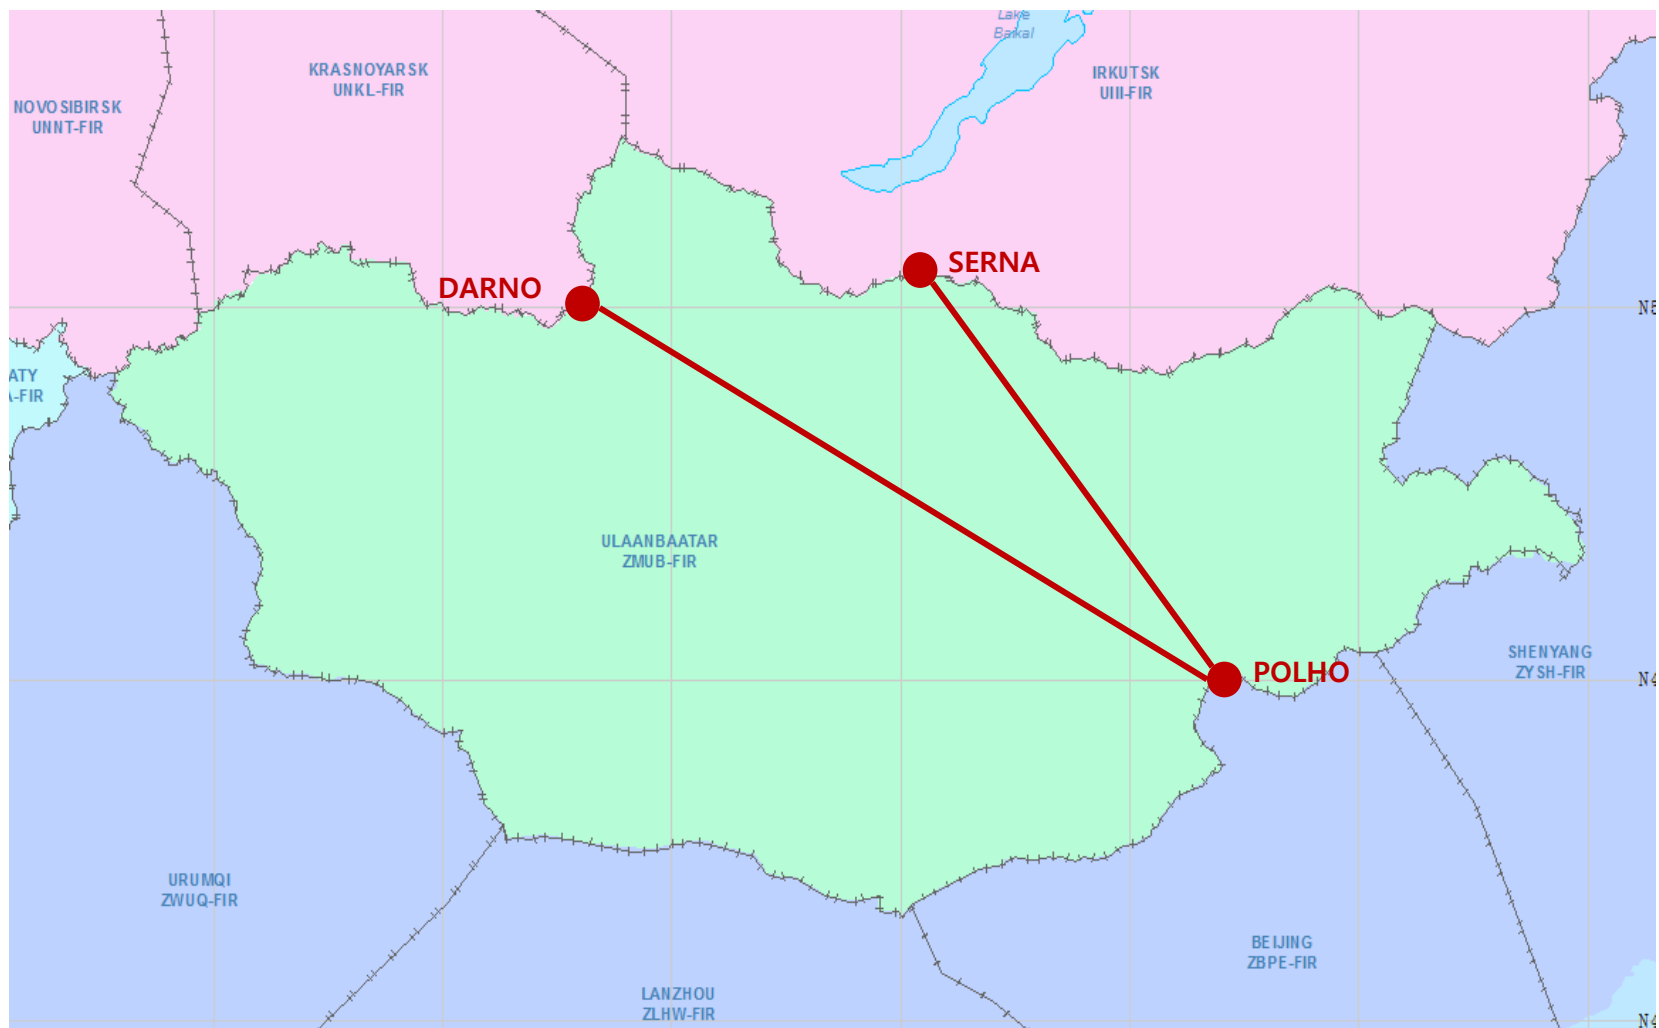 Lake
Baikal
KRASNOYARSK
UNKL-FIR
IRKUTSK
UIII-FIR
NOVOSIBIRSK
UNNT-FIR
SERNA
DARNO
N5
ATY
A-FIR
ULAANBAATAR
ZMUB-FIR
SHENYANG
ZYSH-FIR
POLHO
N4
URUMQI
ZWUQ-FIR
BEIJING
ZBPE-FIR
LANZHOU
ZLHW-FIR
N4